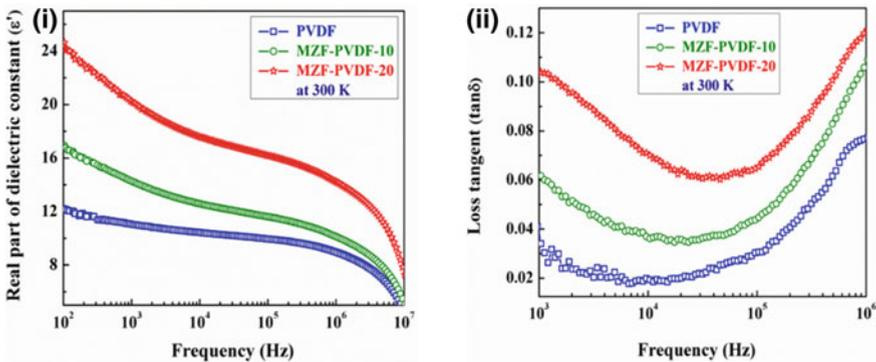 (i)
Real part of dielectric constant (ε')
24
20
16
12
8
PVDF
MZF-PVDF-10
MZF-PVDF-20
at 300 K
10² 10³ 10⁴ 10⁵ 10⁶ 10⁷
Frequency (Hz)
(ii)
Loss tangent (tanδ)
0.12
0.10
0.08
0.06
0.04
0.02
PVDF
MZF-PVDF-10
MZF-PVDF-20
at 300 K
10³ 10⁴ 10⁵ 10⁶
Frequency (Hz)